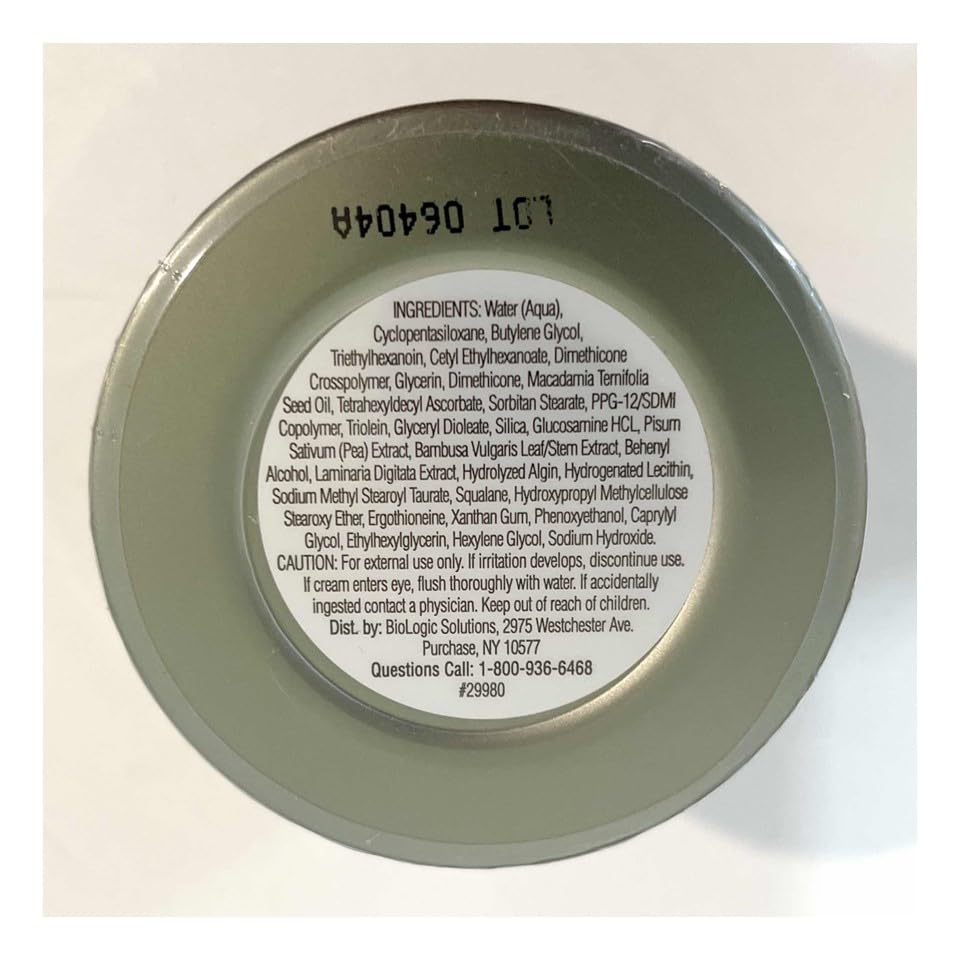 LOT 06404A
INGREDIENTS: Water (Aqua),
Cyclopentasiloxane, Butylene Glycol,
Triethylhexanoin, Cetyl Ethylhexanoate, Dimethicone
Crosspolymer, Glycerin, Dimethicone, Macadamia Ternifolia
Seed Oil, Tetrahexyldecyl Ascorbate, Sorbitan Stearate, PPG-12/SDMI
Copolymer, Triolein, Glyceryl Dioleate, Silica, Glucosamine HCL, Pisum
Sativum (Pea) Extract, Bambusa Vulgaris Leaf/Stem Extract, Behenyl
Alcohol, Laminaria Digitata Extract, Hydrolyzed Algin, Hydrogenated Lecithin,
Sodium Methyl Stearoyl Taurate, Squalane, Hydroxypropyl Methylcellulose
Stearoxy Ether, Ergothioneine, Xanthan Gum, Phenoxyethanol, Caprylyl
Glycol, Ethylhexylglycerin, Hexylene Glycol, Sodium Hydroxide.
CAUTION: For external use only. If irritation develops, discontinue use.
If cream enters eye, flush thoroughly with water. If accidentally
ingested contact a physician. Keep out of reach of children.
Dist. by: BioLogic Solutions, 2975 Westchester Ave.
Purchase, NY 10577
Questions Call: 1-800-936-6468
#29980